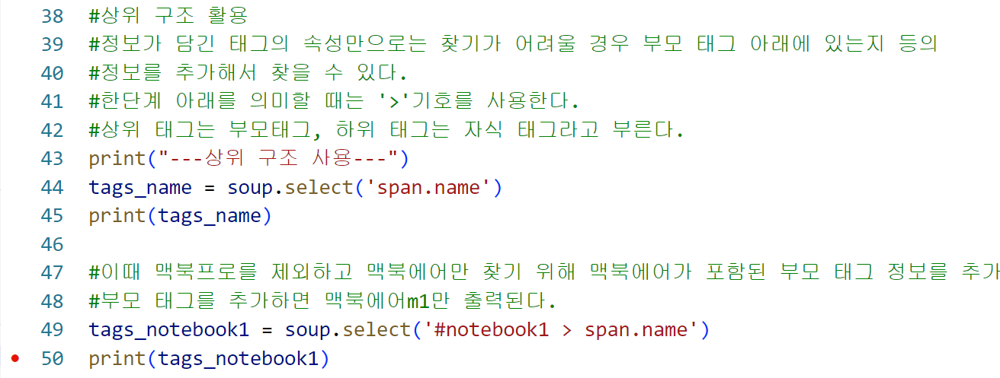 38 #상위 구조 활용
39 #정보가 담긴 태그의 속성만으로는 찾기가 어려울 경우 부모 태그 아래에 있는지 등의
40 #정보를 추가해서 찾을 수 있다.
41 #한단계 아래를 의미할 때는 '>'기호를 사용한다.
42 #상위 태그는 부모태그, 하위 태그는 자식 태그라고 부른다.
43 print("---상위 구조 사용---")
44 tags_name = soup.select('span.name')
45 print(tags_name)
46
47 #이때 맥북프로를 제외하고 맥북에어만 찾기 위해 맥북에어가 포함된 부모 태그 정보를 추가
48 #부모 태그를 추가하면 맥북에어m1만 출력된다.
49 tags_notebook1 = soup.select('#notebook1 > span.name')
50 print(tags_notebook1)